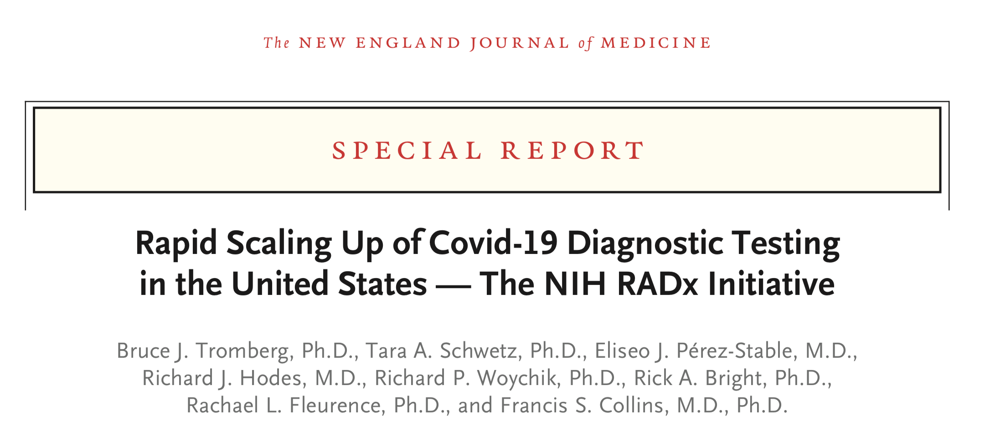 The NEW ENGLAND JOURNAL of MEDICINE
SPECIAL REPORT
Rapid Scaling Up of Covid-19 Diagnostic Testing
in the United States — The NIH RADx Initiative
Bruce J. Tromberg, Ph.D., Tara A. Schwetz, Ph.D., Eliseo J. Pérez-Stable, M.D.,
Richard J. Hodes, M.D., Richard P. Woychik, Ph.D., Rick A. Bright, Ph.D.,
Rachael L. Fleurence, Ph.D., and Francis S. Collins, M.D., Ph.D.